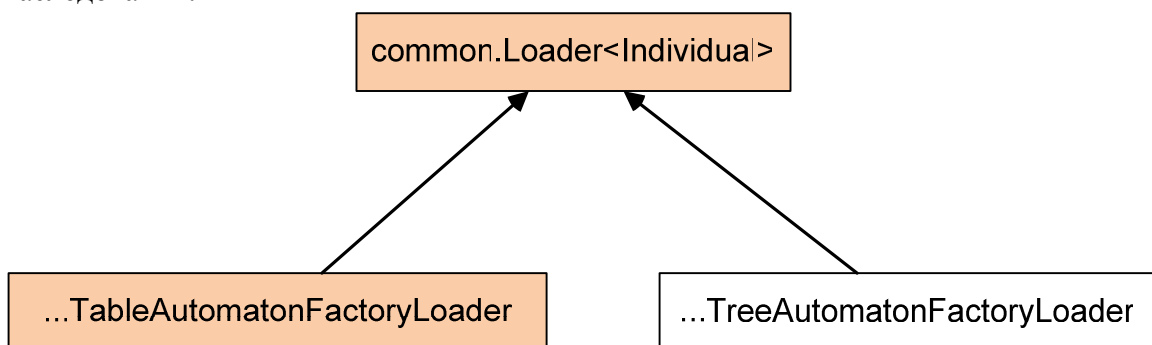 common.Loader<Individual>
...TableAutomatonFactoryLoader
...TreeAutomatonFactoryLoader